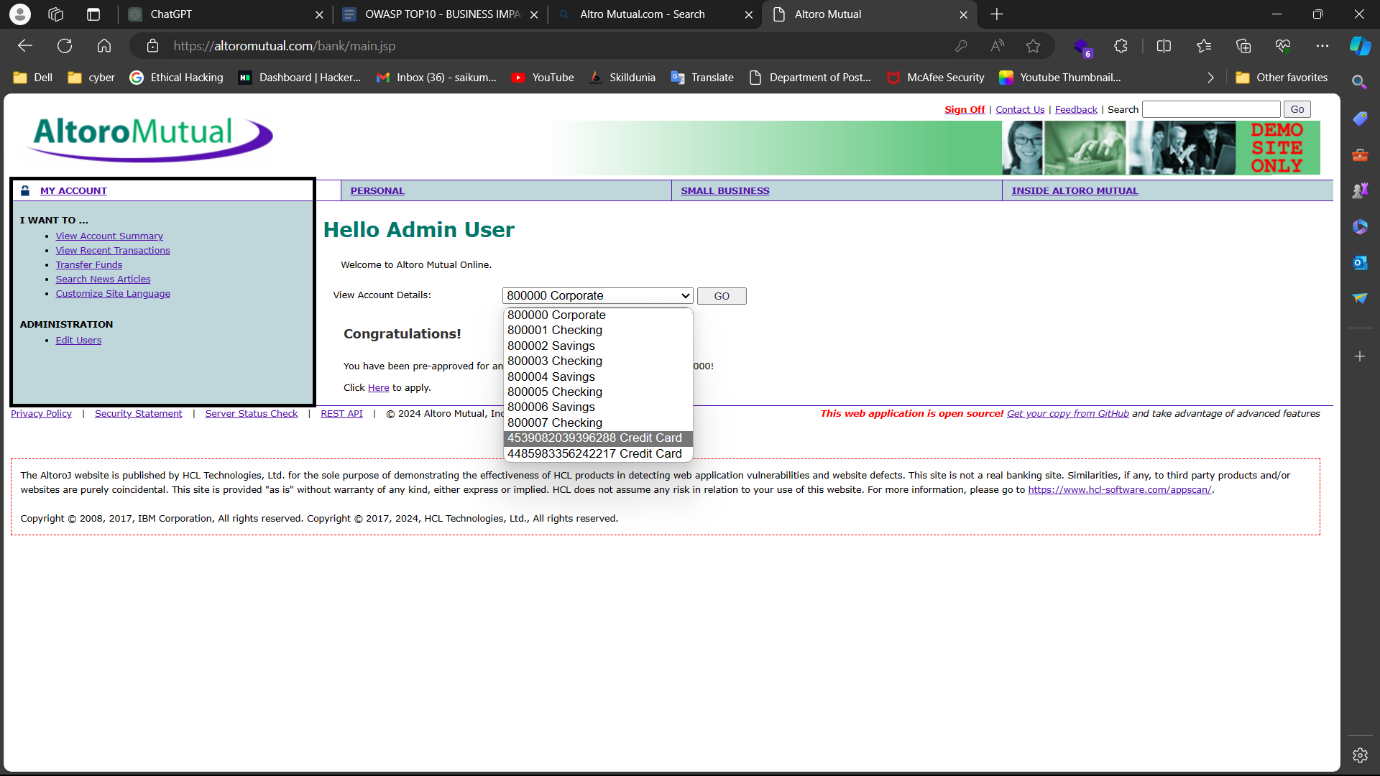 ChatGPT
OWASP TOP10 - BUSINESS IMPA
Altro Mutual.com - Search
Altoro Mutual
https://altoromutual.com/bank/main.jsp
6
Dell
cyber
Ethical Hacking
Dashboard | Hacker...
Inbox (36) - saikum...
YouTube
Skilldunia
Translate
Department of Post...
McAfee Security
Youtube Thumbnail...
Other favorites
Sign Off | Contact Us | Feedback | Search Go
AltoroMutual
DEMO
SITE
ONLY
MY ACCOUNT
PERSONAL
SMALL BUSINESS
INSIDE ALTORO MUTUAL
I WANT TO ...
• View Account Summary
• View Recent Transactions
• Transfer Funds
• Search News Articles
• Customize Site Language
ADMINISTRATION
• Edit Users
Hello Admin User
Welcome to Altoro Mutual Online.
View Account Details: 800000 Corporate GO
800000 Corporate
800001 Checking
800002 Savings
800003 Checking
800004 Savings
800005 Checking
800006 Savings
800007 Checking
4539082039396288 Credit Card
4485983356242217 Credit Card
Congratulations!
You have been pre-approved for an 000!
Click Here to apply.
Privacy Policy | Security Statement | Server Status Check | REST API | © 2024 Altoro Mutual, Inc
This web application is open source! Get your copy from GitHub and take advantage of advanced features
The AltoroJ website is published by HCL Technologies, Ltd. for the sole purpose of demonstrating the effectiveness of HCL products in detecting web application vulnerabilities and website defects. This site is not a real banking site. Similarities, if any, to third party products and/or
websites are purely coincidental. This site is provided "as is" without warranty of any kind, either express or implied. HCL does not assume any risk in relation to your use of this website. For more information, please go to https://www.hcl-software.com/appscan/.
Copyright © 2008, 2017, IBM Corporation, All rights reserved. Copyright © 2017, 2024, HCL Technologies, Ltd., All rights reserved.